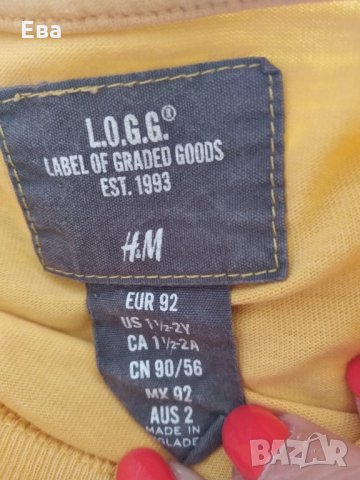 Ева
L.O.G.G.®
LABEL OF GRADED GOODS
EST. 1993
H&M
EUR 92
US 1½-2Y
CA 1½-2A
CN 90/56
MX 92
AUS 2
MADE IN
BAZAR